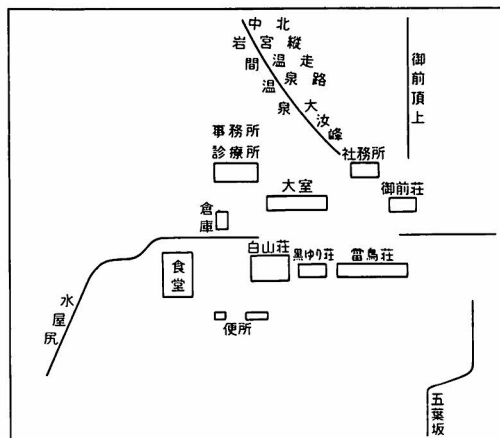 御前頂上
北縦走路
中宮温泉
岩間温泉
大汝峰
事務所
診療所
社務所
大室
御前荘
倉庫
白山荘
黒ゆり荘
雷鳥荘
食堂
便所
水屋尻
五葉坂